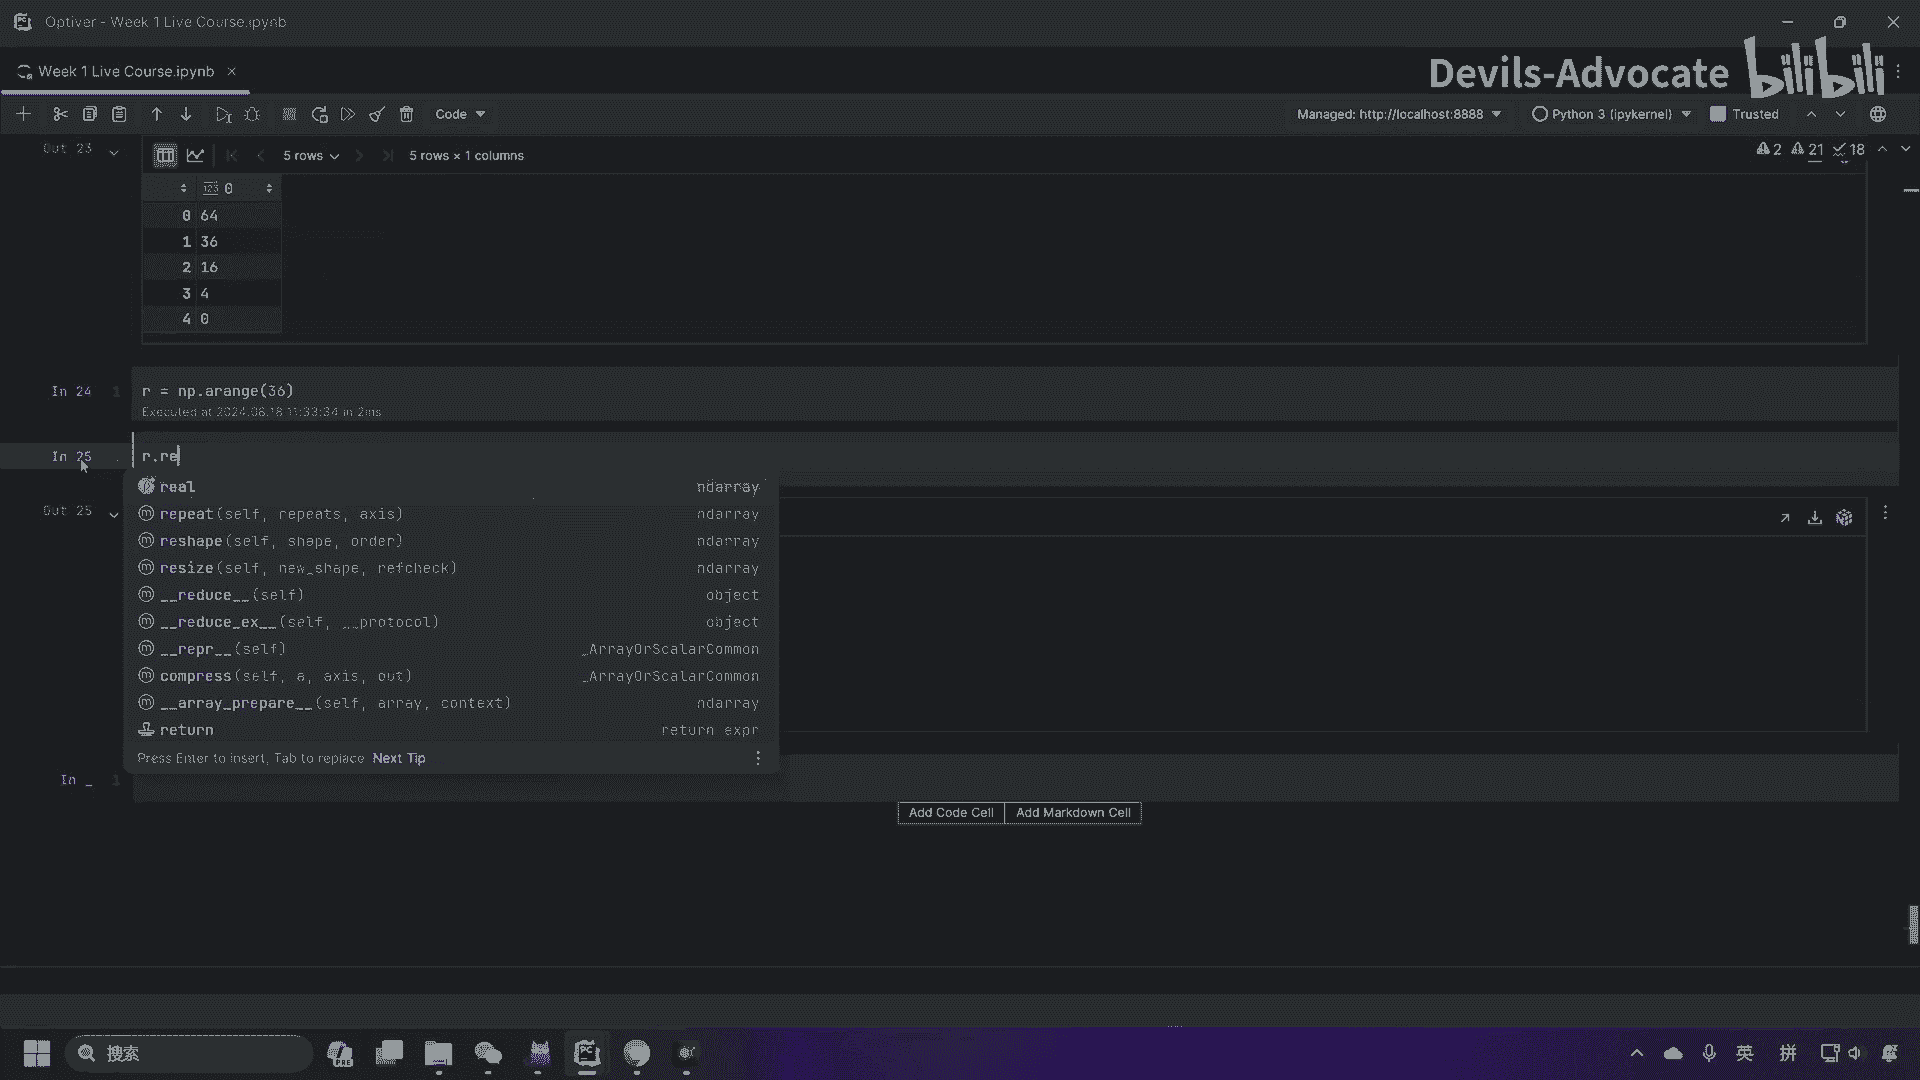 Optiver - Week 1 Live Course.ipynb
Week 1 Live Course.ipynb
Devils-Advocate bilibili
Code
Managed: http://localhost:8888
Python 3 (ipykernel)
Trusted
Out 23
5 rows
5 rows × 1 columns
2 21 18
123 0
0 64
1 36
2 16
3 4
4 0
In 24 1 r = np.arange(36)
Executed at 2024.08.18 11:33:34 in 2ms
In 25 r.re
real ndarray
repeat(self, repeats, axis) ndarray
Out 25
reshape(self, shape, order) ndarray
resize(self, new_shape, refcheck) ndarray
__reduce__(self) object
__reduce_ex__(self, __protocol) object
__repr__(self) _ArrayOrScalarCommon
compress(self, a, axis, out) _ArrayOrScalarCommon
__array_prepare__(self, array, context) ndarray
return return expr
Press Enter to insert, Tab to replace Next Tip
In _ 1
Add Code Cell Add Markdown Cell
搜索
英 拼